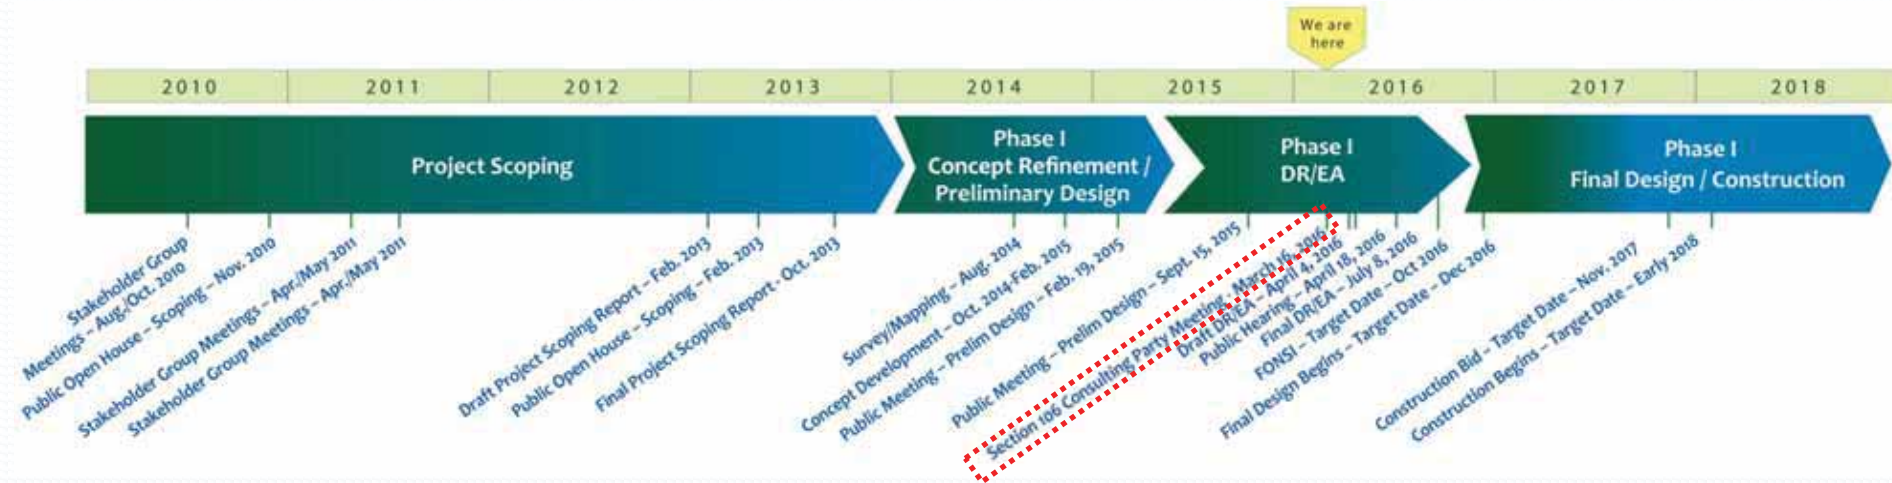 We are
here
2010
2011
2012
2013
2014
2015
2016
2017
2018
Project Scoping
Phase I
Concept Refinement /
Preliminary Design
Phase I
DR/EA
Phase I
Final Design / Construction
Stakeholder Group
Meetings – Aug./Oct. 2010
Public Open House – Scoping – Nov. 2010
Stakeholder Group Meetings – Apr./May 2011
Stakeholder Group Meetings – Apr./May 2011
Draft Project Scoping Report – Feb. 2013
Public Open House – Scoping – Feb. 2013
Final Project Scoping Report - Oct. 2013
Survey/Mapping – Aug. 2014
Concept Development – Oct. 2014-Feb. 2015
Public Meeting – Prelim Design – Feb. 19, 2015
Public Meeting – Prelim Design – Sept. 15, 2015
Section 106 Consulting Party Meeting - March 16, 2016
Draft DR/EA – April 4, 2016
Public Hearing – April 18, 2016
Final DR/EA – July 8, 2016
FONSI – Target Date – Oct 2016
Final Design Begins – Target Date – Dec 2016
Construction Bid – Target Date – Nov. 2017
Construction Begins – Target Date – Early 2018